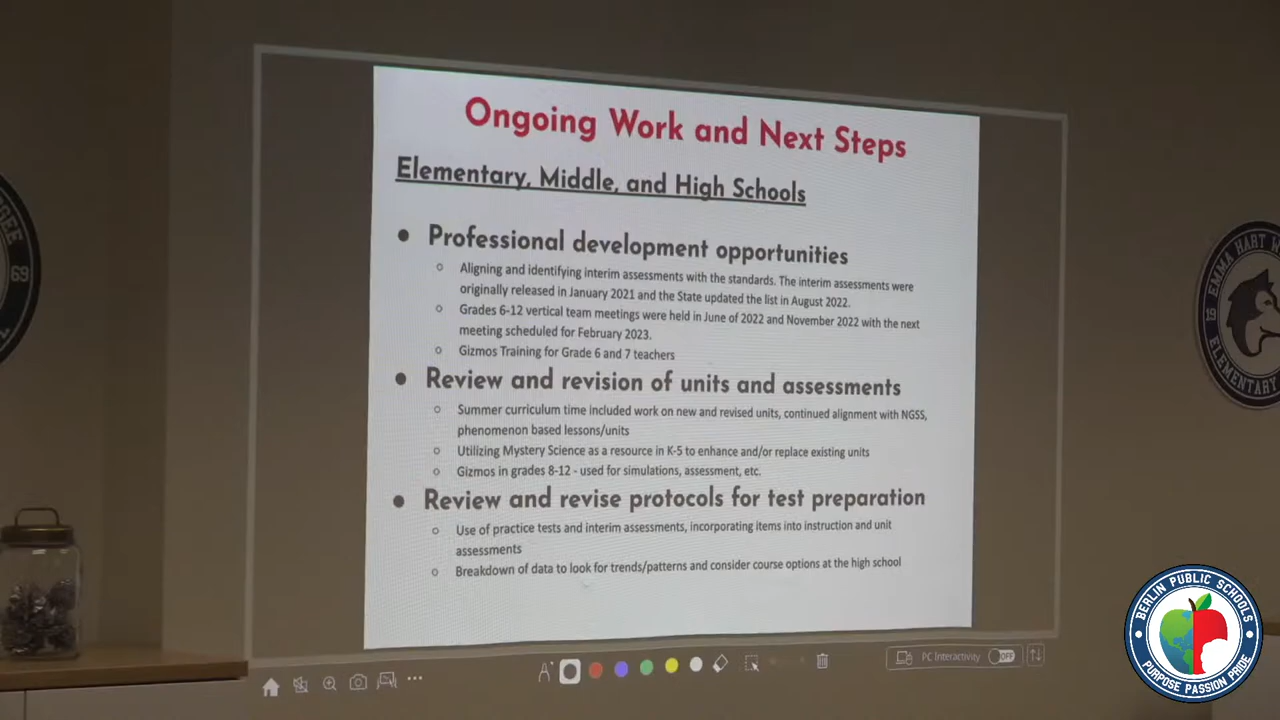 Ongoing Work and Next Steps
Elementary, Middle, and High Schools
• Professional development opportunities
○ Aligning and identifying interim assessments with the standards. The interim assessments were
originally released in January 2021 and the State updated the list in August 2022.
○ Grades 6-12 vertical team meetings were held in June of 2022 and November 2022 with the next
meeting scheduled for February 2023.
○ Gizmos Training for Grade 6 and 7 teachers
• Review and revision of units and assessments
○ Summer curriculum time included work on new and revised units, continued alignment with NGSS,
phenomenon based lessons/units
○ Utilizing Mystery Science as a resource in K-5 to enhance and/or replace existing units
○ Gizmos in grades 8-12 - used for simulations, assessment, etc.
• Review and revise protocols for test preparation
○ Use of practice tests and interim assessments, incorporating items into instruction and unit
assessments
○ Breakdown of data to look for trends/patterns and consider course options at the high school
PC Interactivity OFF
69
EMMA HART
19
ELEMENTARY
BERLIN PUBLIC SCHOOLS
PURPOSE PASSION PRIDE